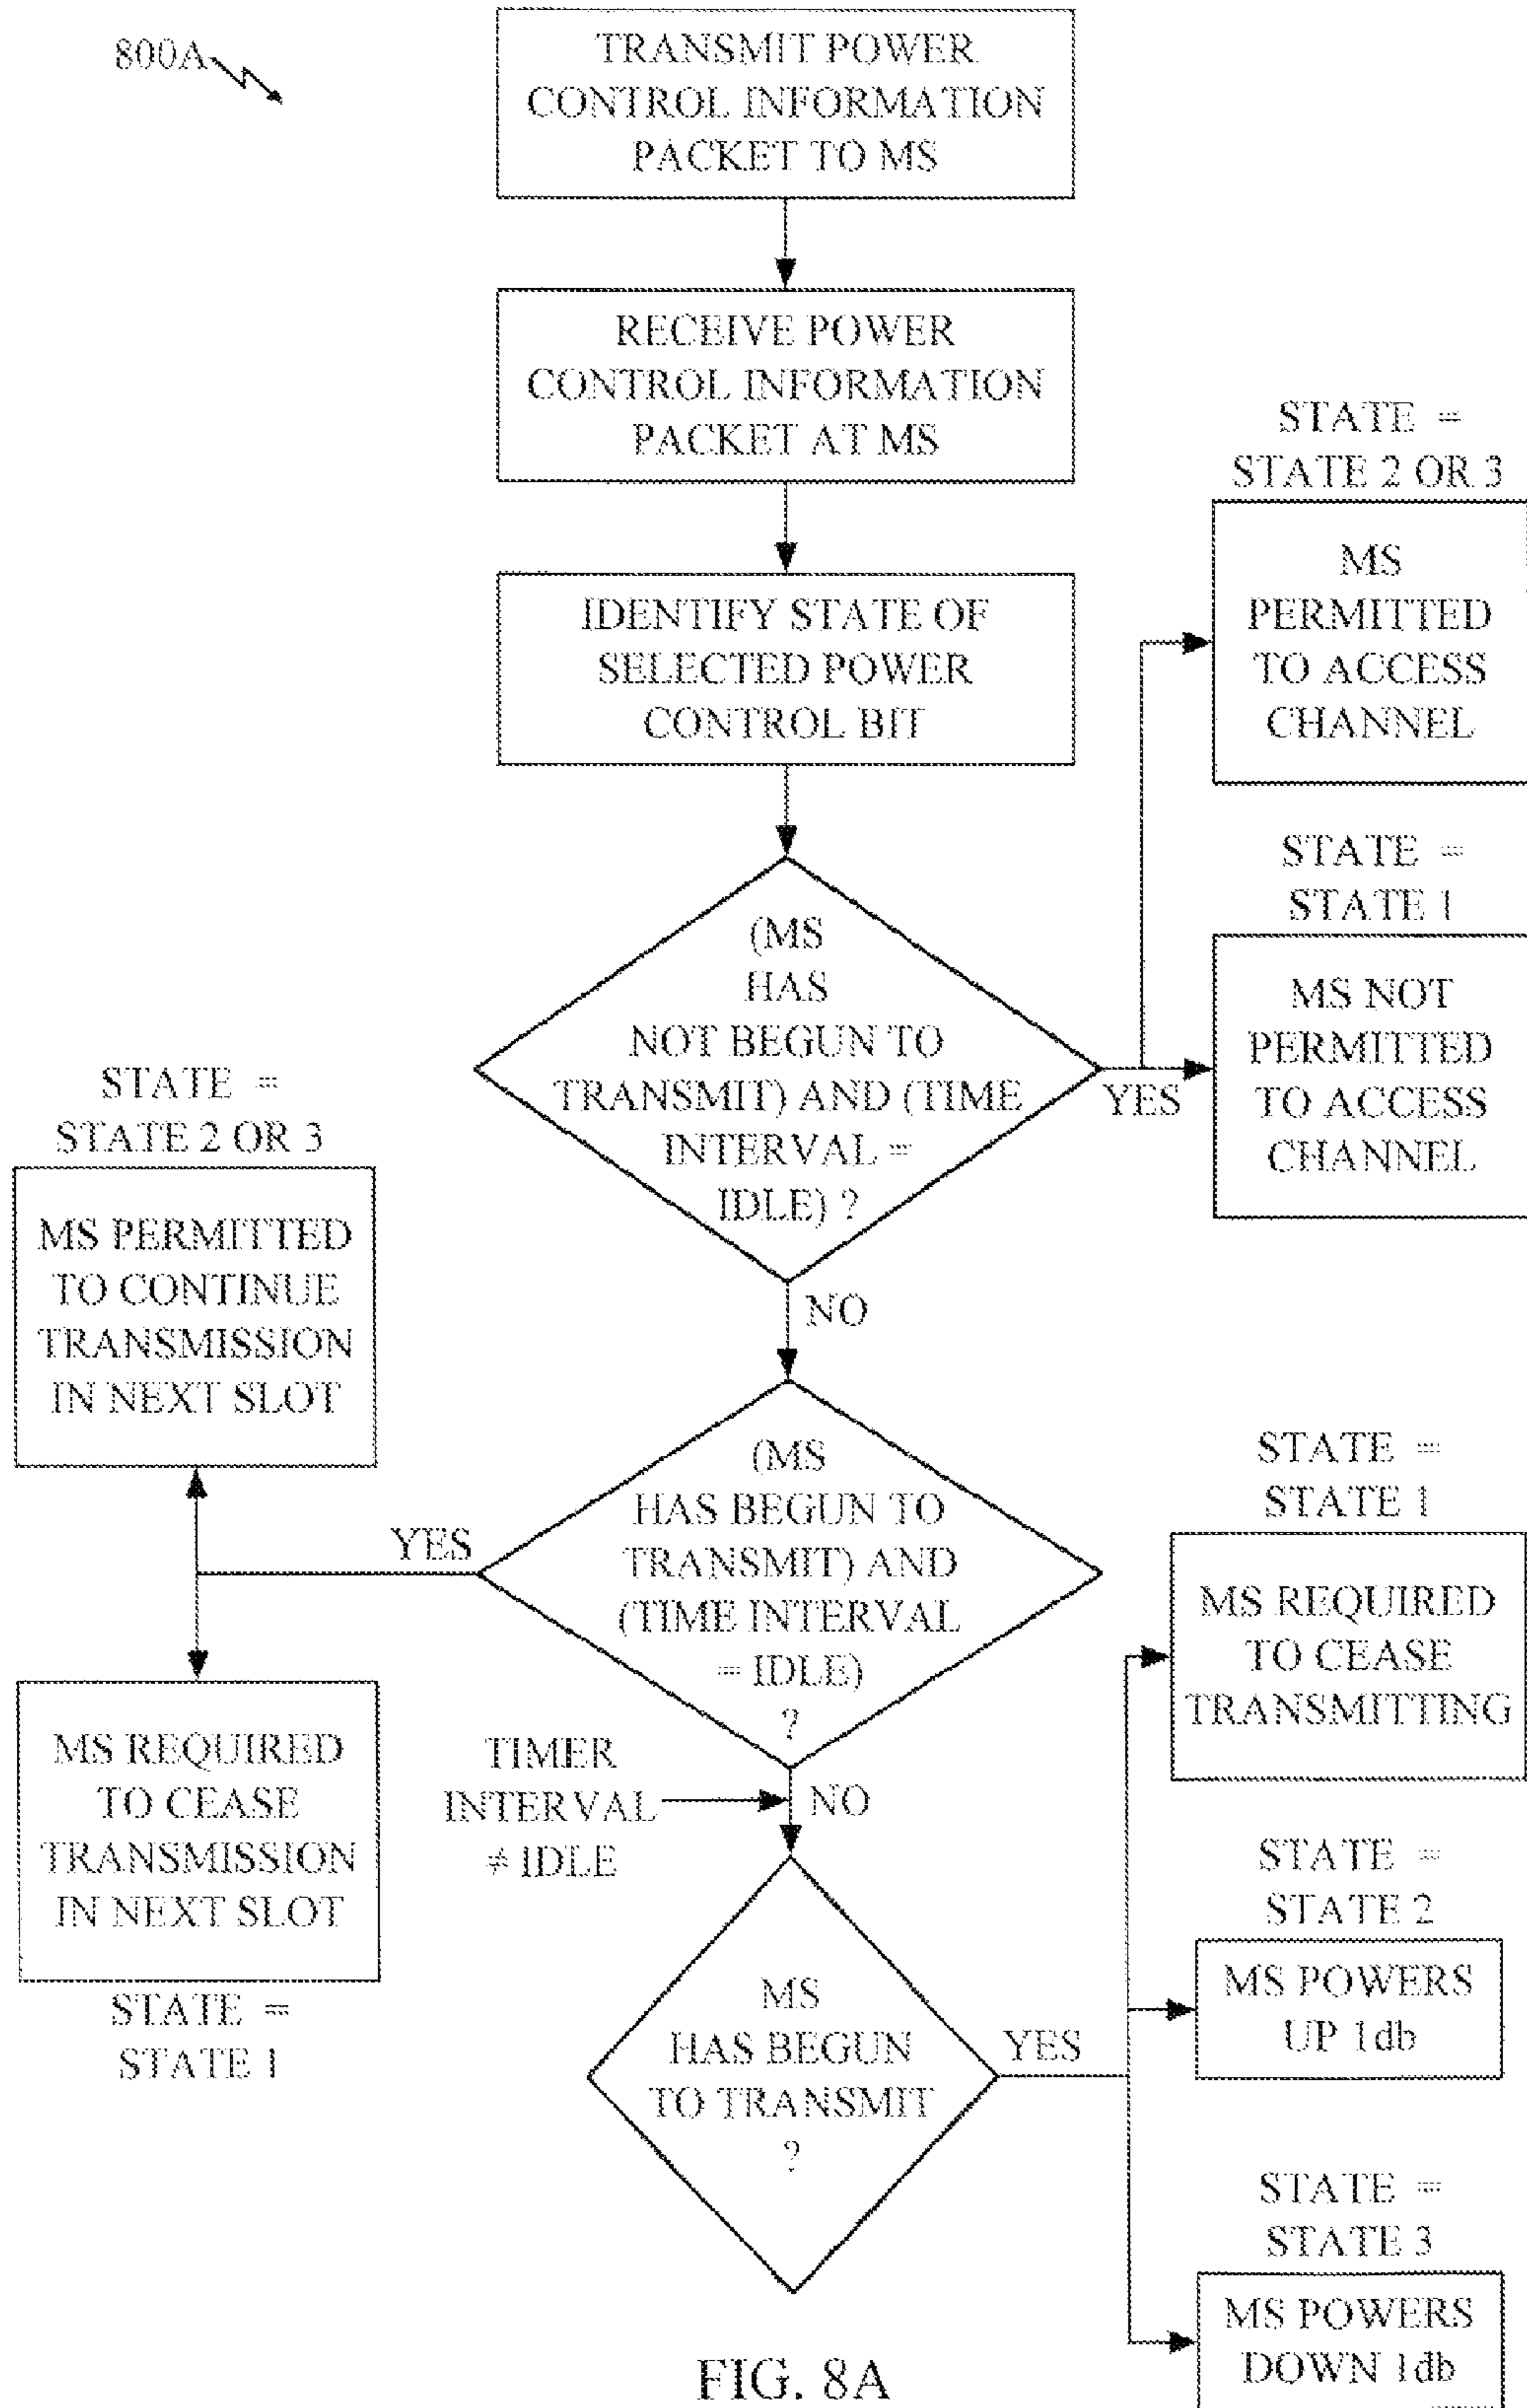 800A
TRANSMIT POWER
CONTROL INFORMATION
PACKET TO MS
RECEIVE POWER
CONTROL INFORMATION
PACKET AT MS
IDENTIFY STATE OF
SELECTED POWER
CONTROL BIT
STATE =
STATE 2 OR 3
MS
PERMITTED
TO ACCESS
CHANNEL
(MS
HAS
NOT BEGUN TO
TRANSMIT) AND (TIME
INTERVAL =
IDLE) ?
YES
STATE =
STATE 1
MS NOT
PERMITTED
TO ACCESS
CHANNEL
NO
STATE =
STATE 2 OR 3
MS PERMITTED
TO CONTINUE
TRANSMISSION
IN NEXT SLOT
(MS
HAS BEGUN TO
TRANSMIT) AND
(TIME INTERVAL
= IDLE)
?
YES
MS REQUIRED
TO CEASE
TRANSMISSION
IN NEXT SLOT
STATE =
STATE 1
TIMER
INTERVAL
≠ IDLE
NO
MS
HAS BEGUN
TO TRANSMIT
?
YES
STATE =
STATE 1
MS REQUIRED
TO CEASE
TRANSMITTING
STATE =
STATE 2
MS POWERS
UP 1db
STATE =
STATE 3
MS POWERS
DOWN 1db
FIG. 8A